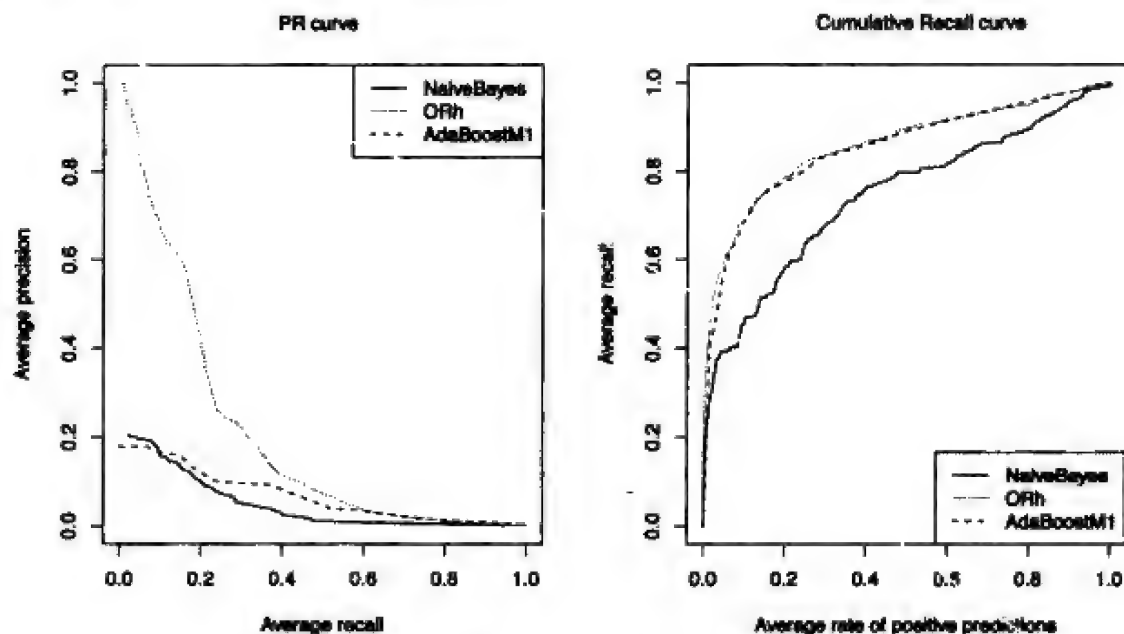 PR curve
1.0
0.8
0.6
0.4
0.2
0.0
Average precision
NaiveBayes
ORh
AdaBoostM1
0.0 0.2 0.4 0.6 0.8 1.0
Average recall
Cumulative Recall curve
1.0
0.8
0.6
0.4
0.2
0.0
Average recall
NaiveBayes
ORh
AdaBoostM1
0.0 0.2 0.4 0.6 0.8 1.0
Average rate of positive predictions